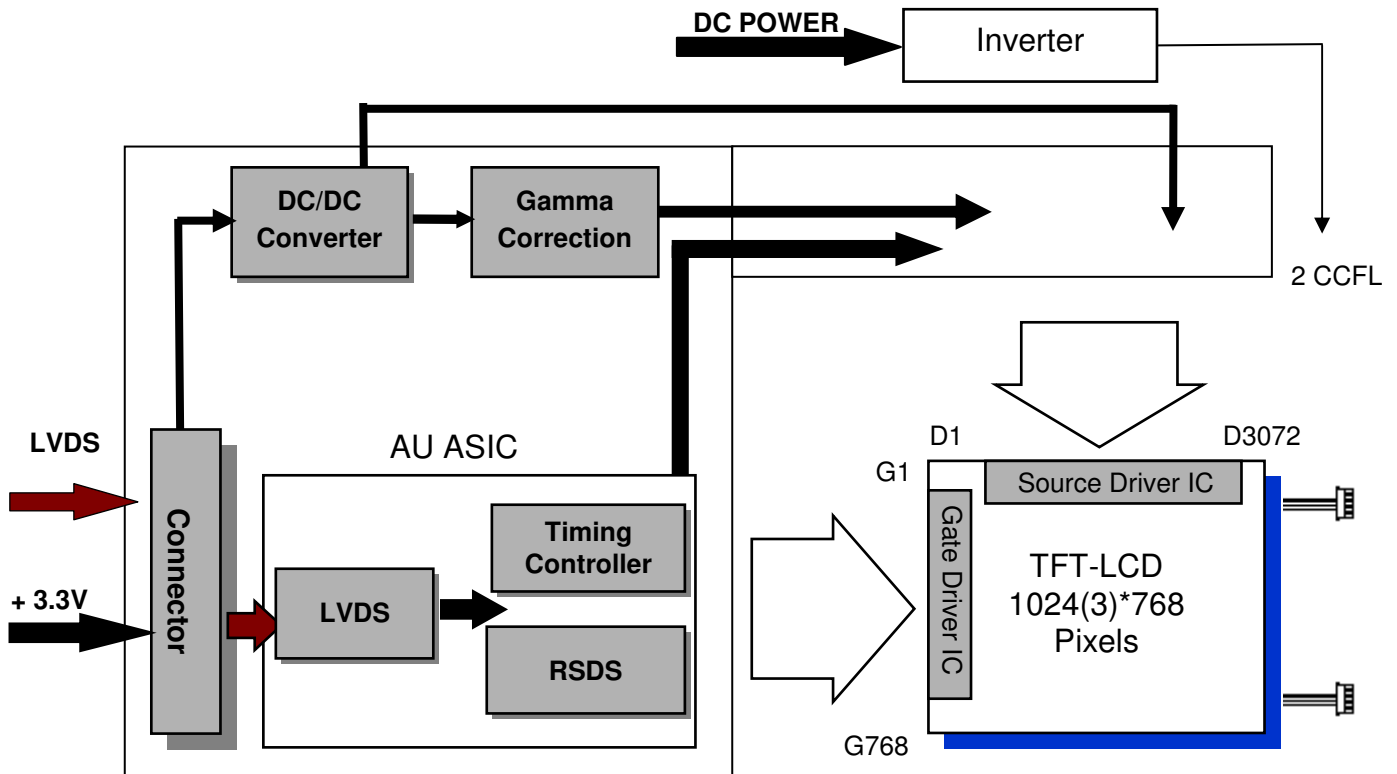 DC POWER
Inverter
DC/DC
Converter
Gamma
Correction
2 CCFL
LVDS
+ 3.3V
Connector
AU ASIC
LVDS
Timing
Controller
RSDS
D1
D3072
G1
Source Driver IC
Gate Driver IC
TFT-LCD
1024(3)*768
Pixels
G768